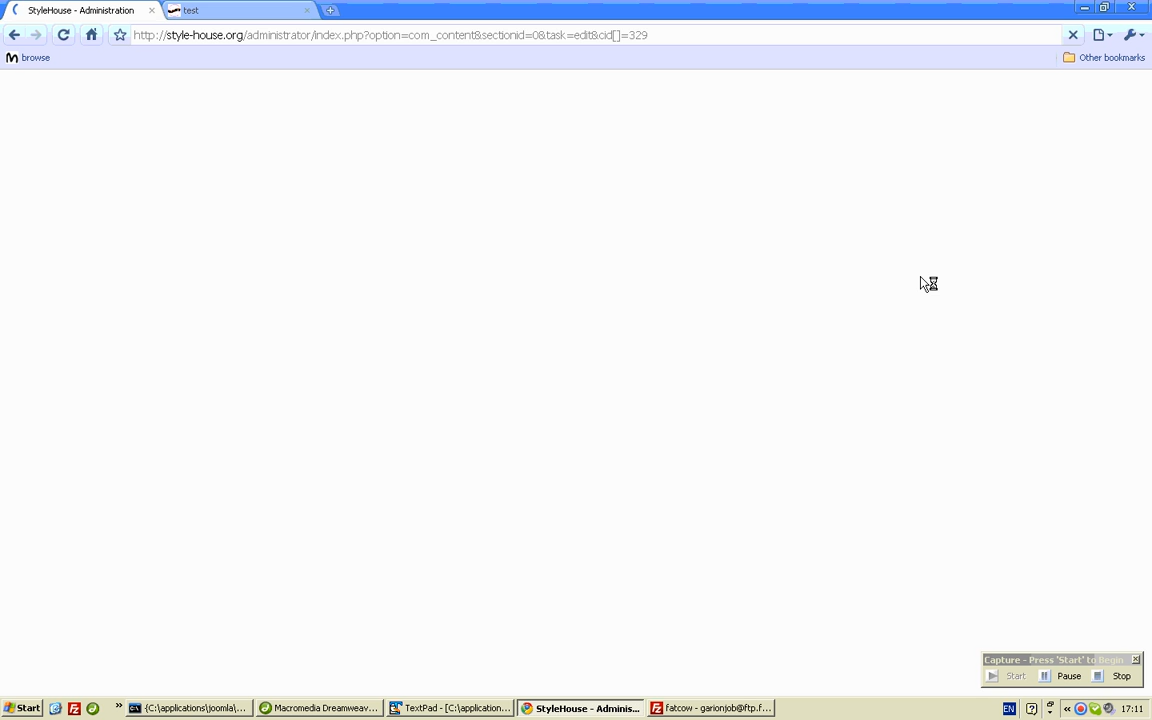 StyleHouse - Administration
test
http://style-house.org/administrator/index.php?option=com_content&sectionid=0&task=edit&cid[]=329
browse
Other bookmarks
Capture - Press 'Start' to Begin
Start
Pause
Stop
Start
{C:\applications\joomla\...
Macromedia Dreamweav...
TextPad - [C:\application...
StyleHouse - Adminis...
fatcow - garionjob@ftp.f...
EN
17:11